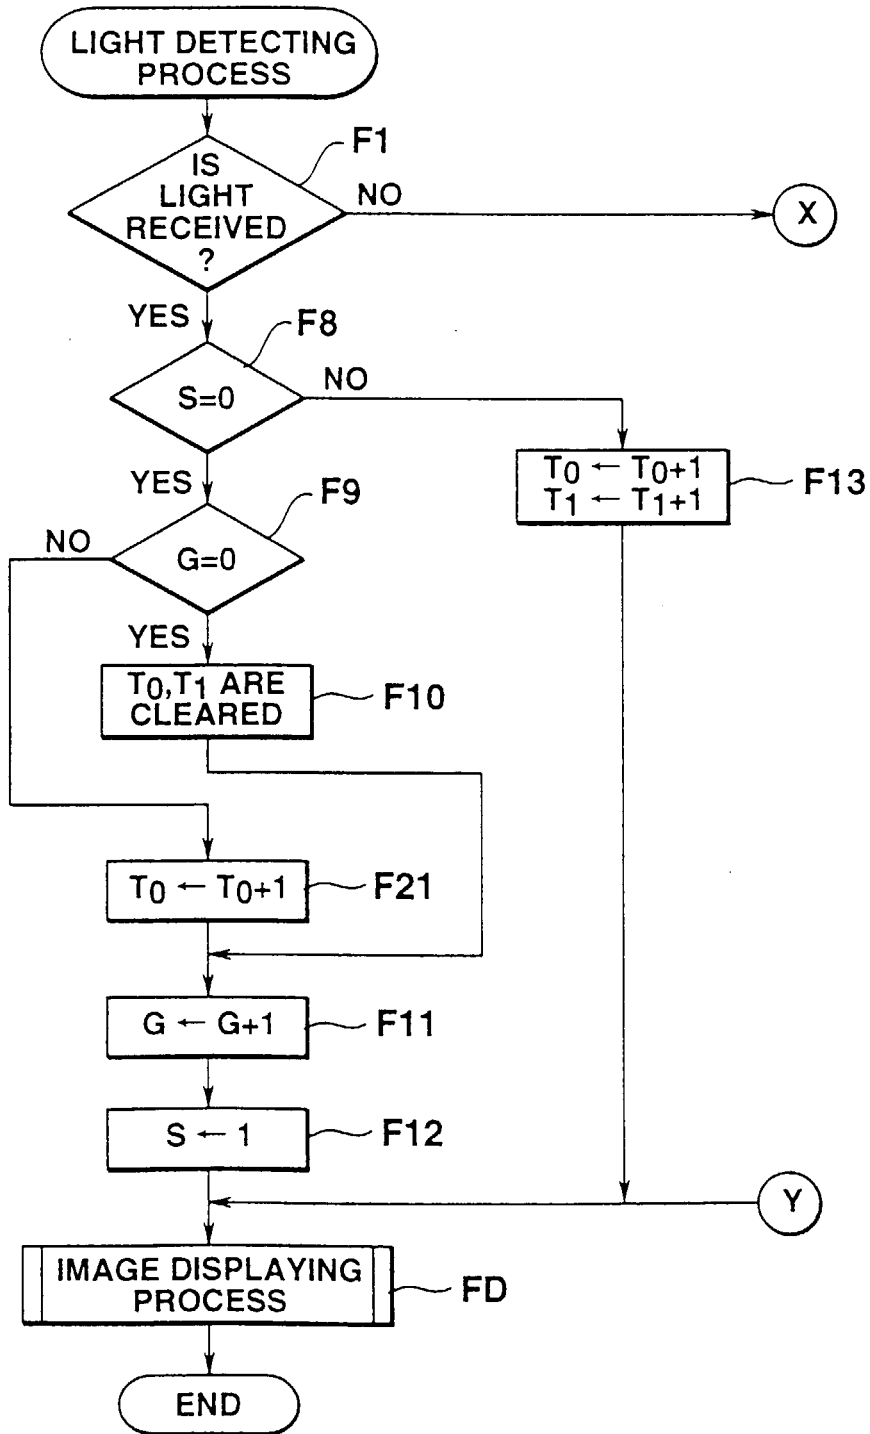 LIGHT DETECTING
PROCESS
F1
IS
LIGHT
RECEIVED
?
NO
X
YES
F8
S=0
NO
YES
F9
T0 ← T0+1
T1 ← T1+1
F13
NO
G=0
YES
T0,T1 ARE
CLEARED
F10
T0 ← T0+1
F21
G ← G+1
F11
S ← 1
F12
Y
IMAGE DISPLAYING
PROCESS
FD
END